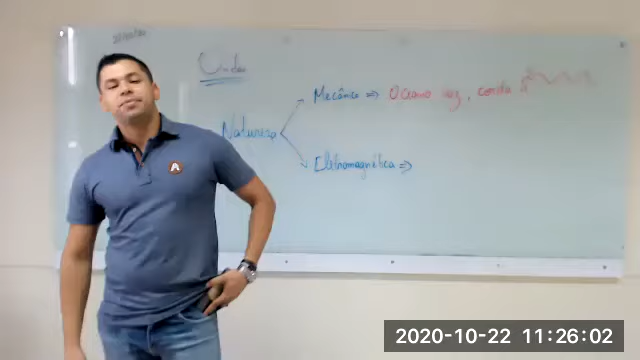 Ondas
Mecânica => Oceano, voz, corda
Natureza
Eletromagnética =>
A
2020-10-22 11:26:02